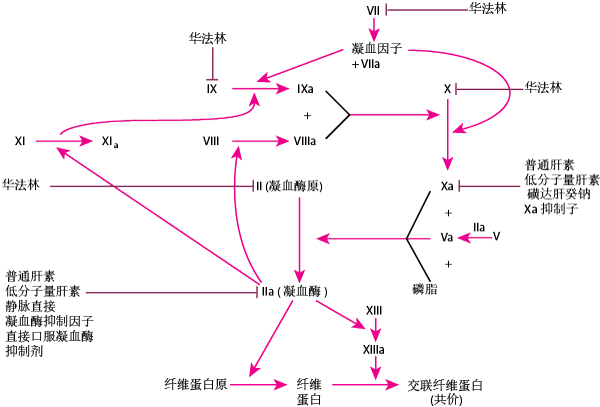 VII
华法林
华法林
凝血因子
+ VIIa
IX
IXa
X
华法林
+
XI
XIa
VIII
VIIIa
普通肝素
低分子量肝素
磺达肝癸钠
Xa 抑制子
华法林
II (凝血酶原)
Xa
+
IIa
Va
V
+
磷脂
普通肝素
低分子量肝素
静脉直接
凝血酶抑制因子
直接口服凝血酶
抑制剂
IIa ( 凝血酶 )
XIII
XIIIa
纤维蛋白原
纤维
蛋白
交联纤维蛋白
(共价)